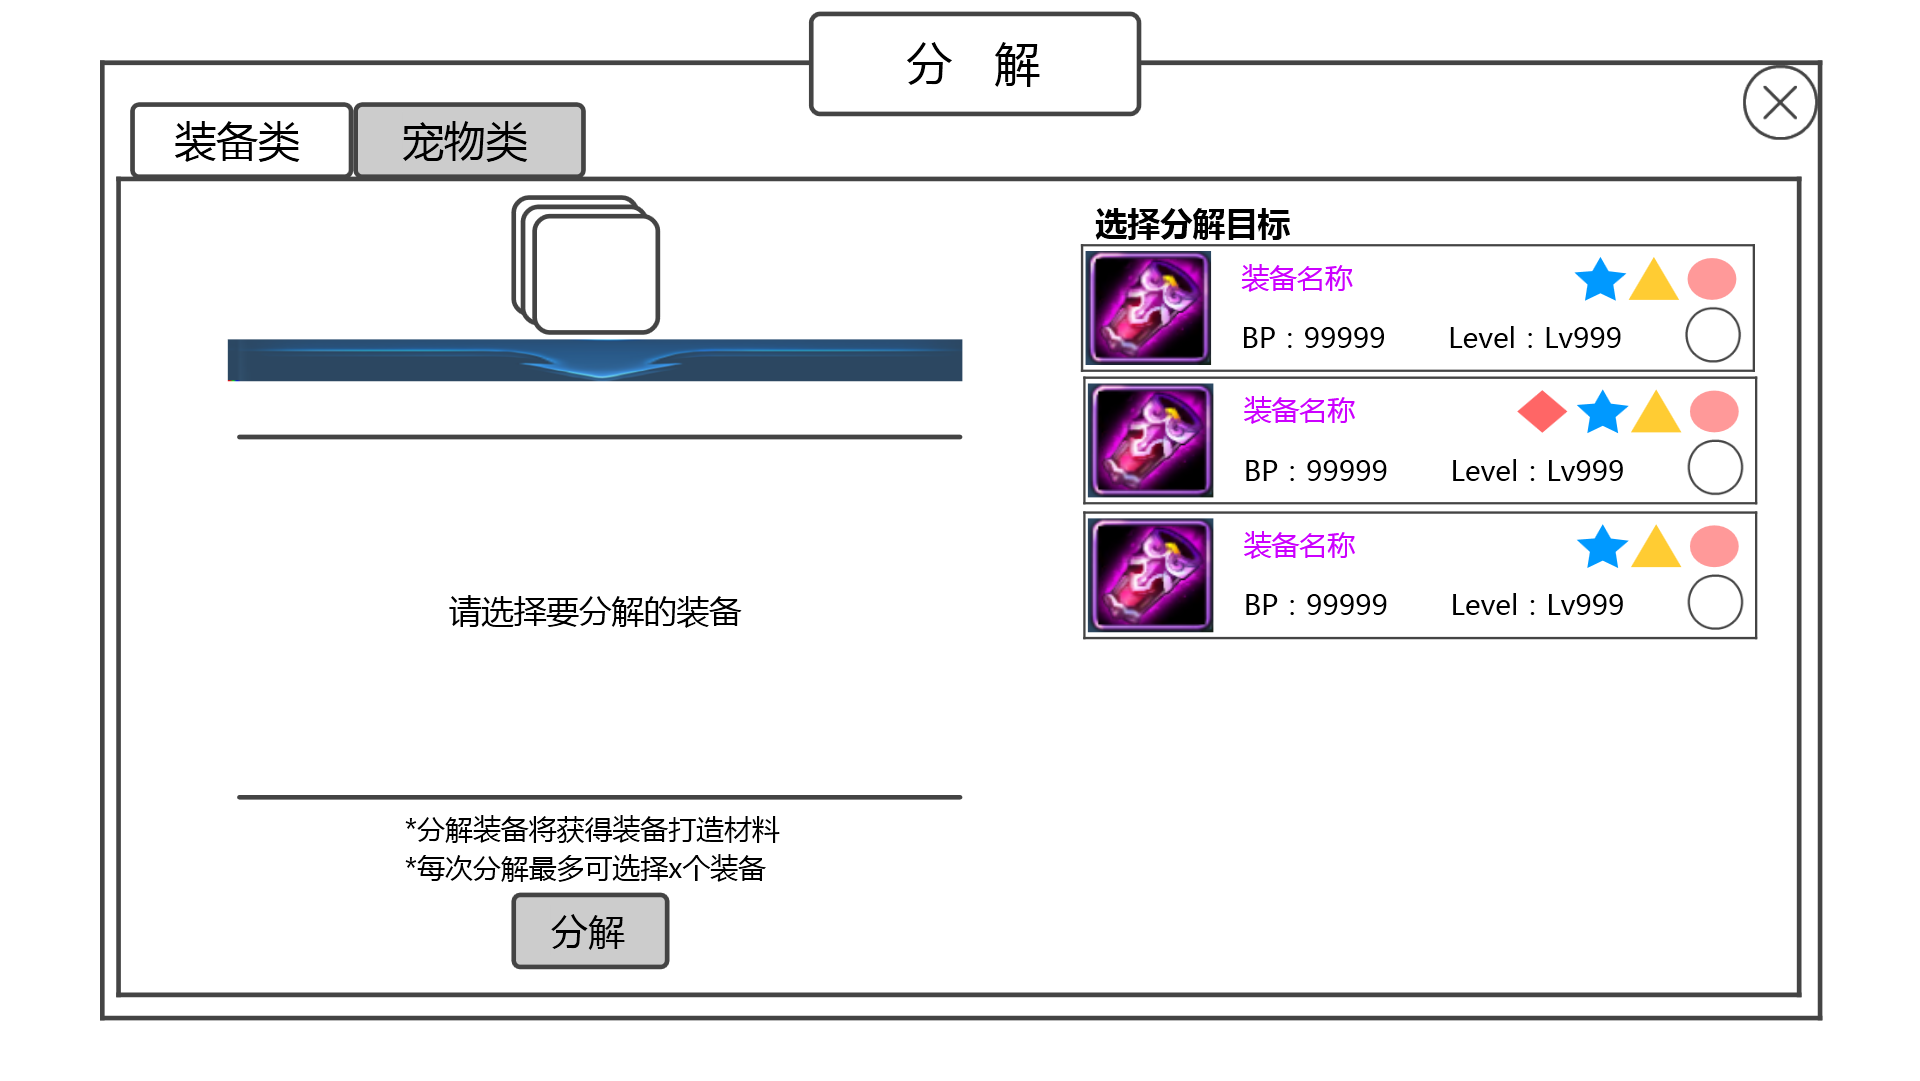 分 解
装备类
宠物类
选择分解目标
装备名称
BP：99999 Level：Lv999
装备名称
BP：99999 Level：Lv999
装备名称
BP：99999 Level：Lv999
请选择要分解的装备
*分解装备将获得装备打造材料
*每次分解最多可选择x个装备
分解